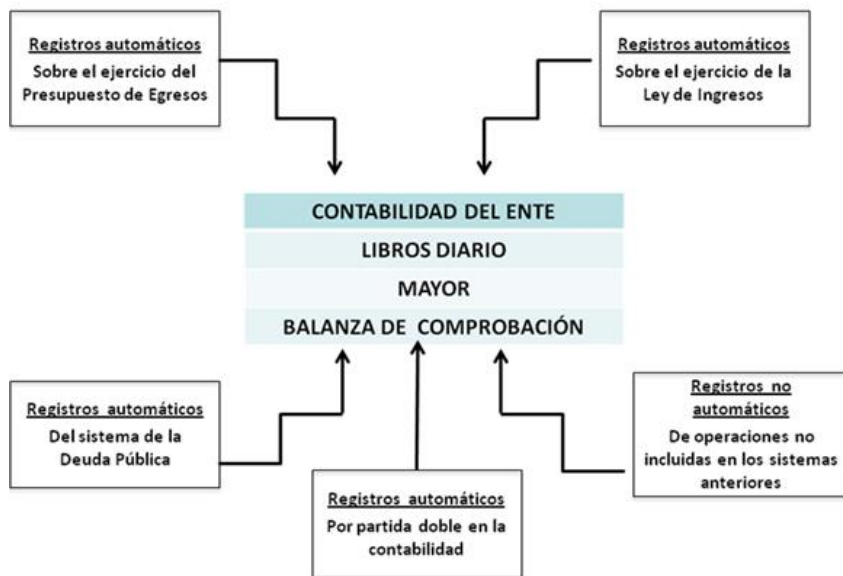 Registros automáticos
Sobre el ejercicio del
Presupuesto de Egresos
Registros automáticos
Sobre el ejercicio de la
Ley de Ingresos
CONTABILIDAD DEL ENTE
LIBROS DIARIO
MAYOR
BALANZA DE COMPROBACIÓN
Registros automáticos
Del sistema de la
Deuda Pública
Registros automáticos
Por partida doble en la
contabilidad
Registros no
automáticos
De operaciones no
incluidas en los sistemas
anteriores